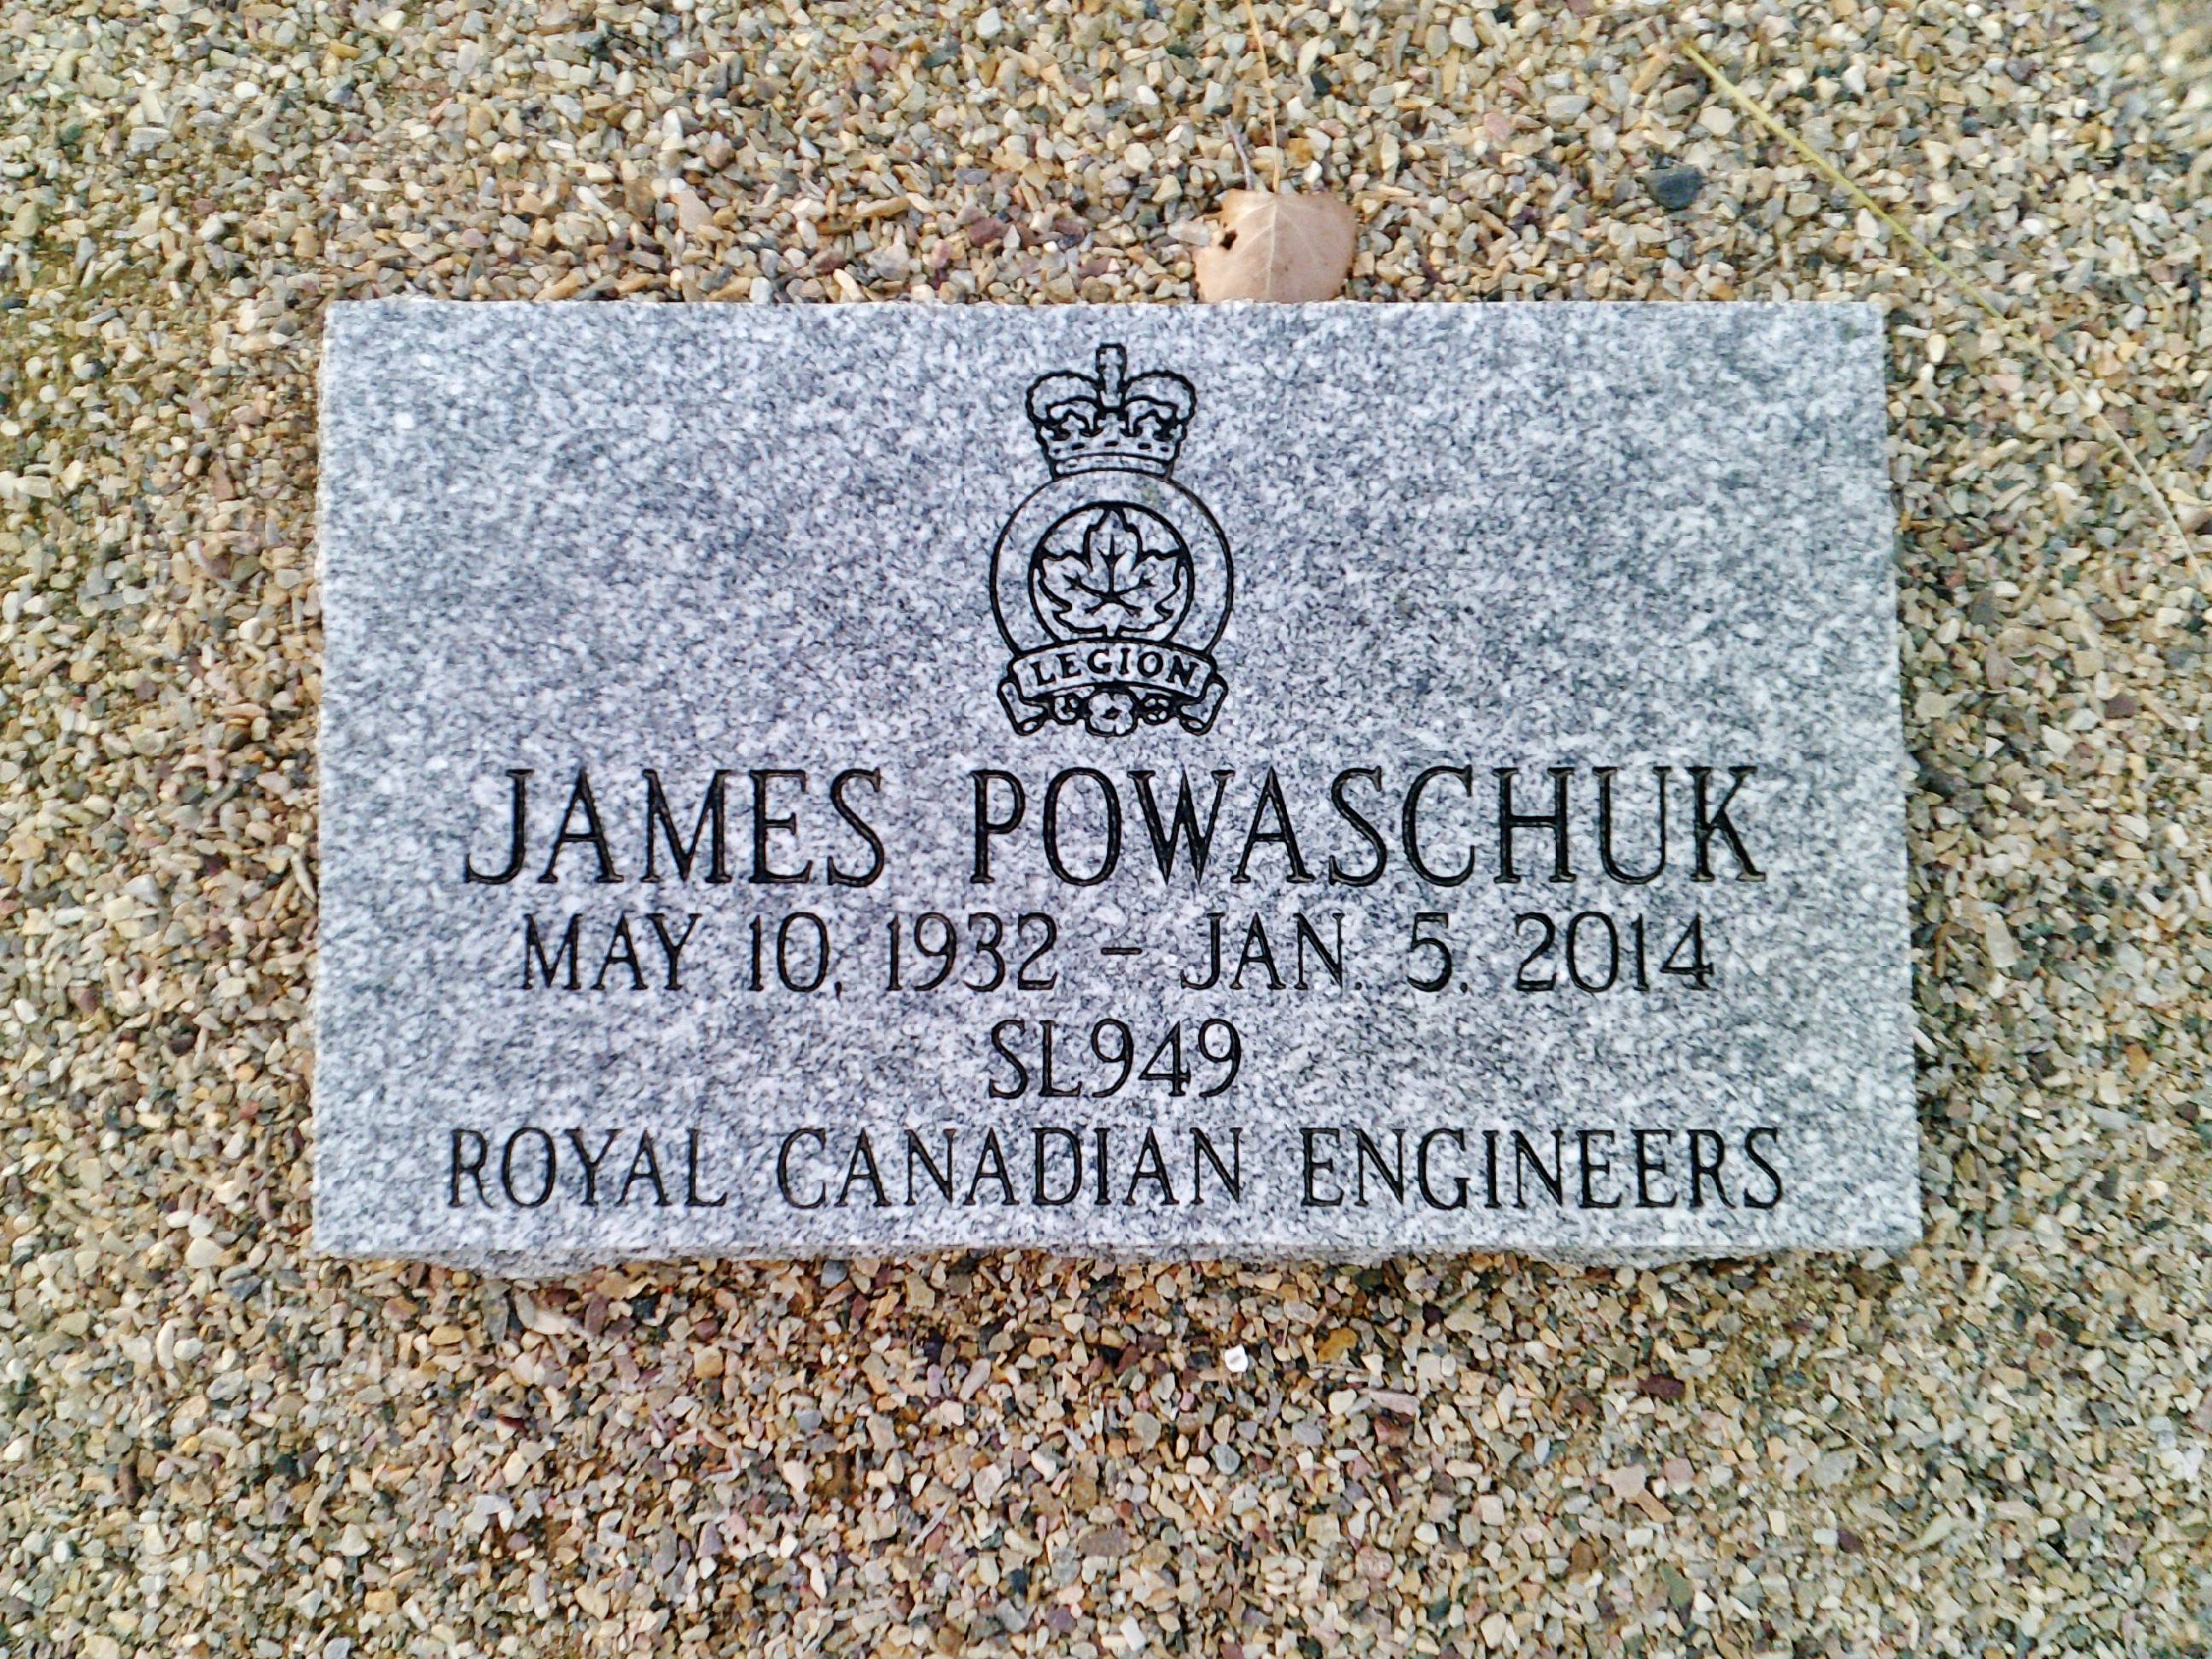 LEGION
JAMES POWASCHUK
MAY 10, 1932 - JAN. 5, 2014
SL949
ROYAL CANADIAN ENGINEERS